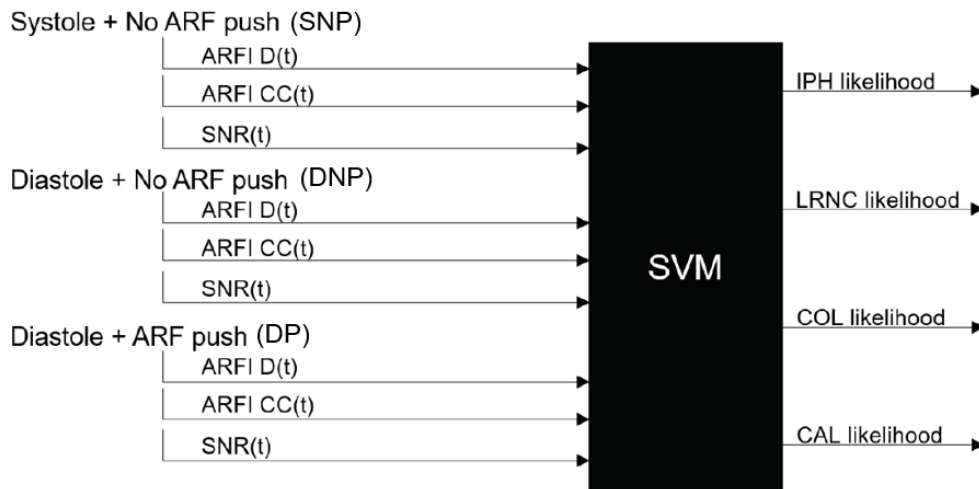 Systole + No ARF push (SNP)
ARFI D(t)
ARFI CC(t)
SNR(t)
Diastole + No ARF push (DNP)
ARFI D(t)
ARFI CC(t)
SNR(t)
Diastole + ARF push (DP)
ARFI D(t)
ARFI CC(t)
SNR(t)
SVM
IPH likelihood
LRNC likelihood
COL likelihood
CAL likelihood